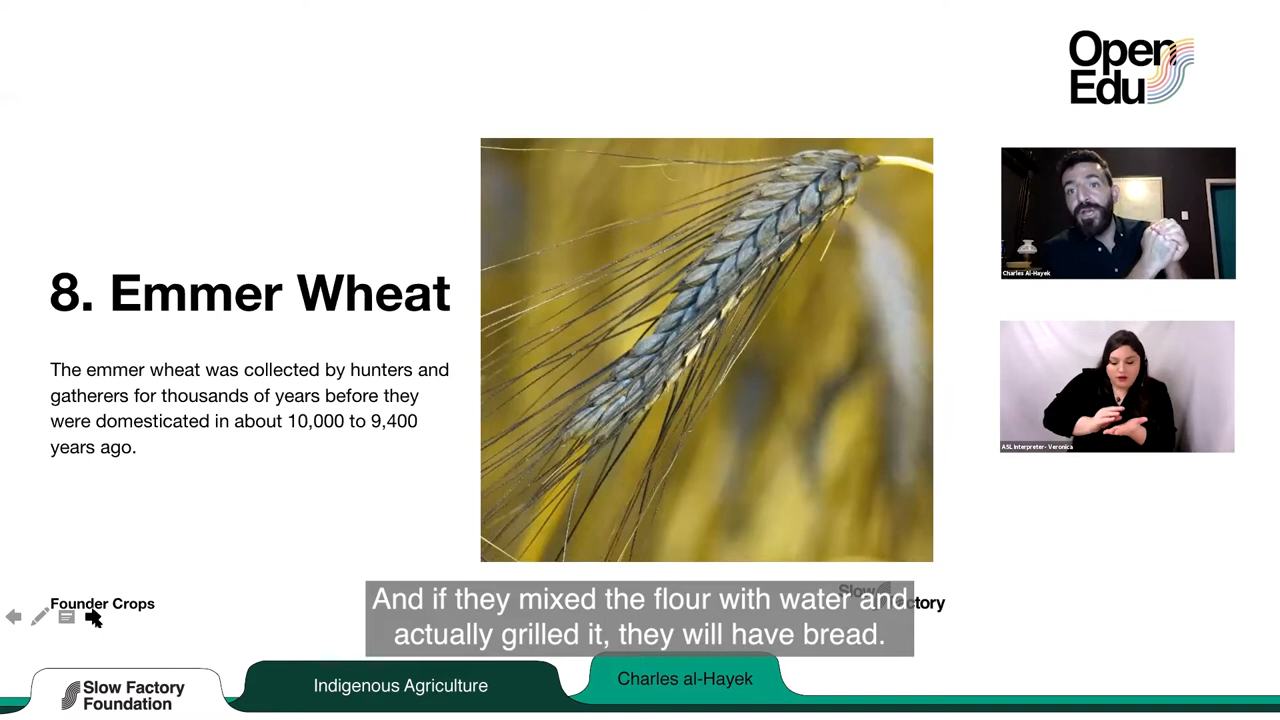 Open
Edu
8. Emmer Wheat
The emmer wheat was collected by hunters and
gatherers for thousands of years before they
were domesticated in about 10,000 to 9,400
years ago.
Charles Al-Hayek
ASL Interpreter- Veronica
Founder Crops
Slow
Factory
And if they mixed the flour with water and
actually grilled it, they will have bread.
Slow Factory
Foundation
Indigenous Agriculture
Charles al-Hayek